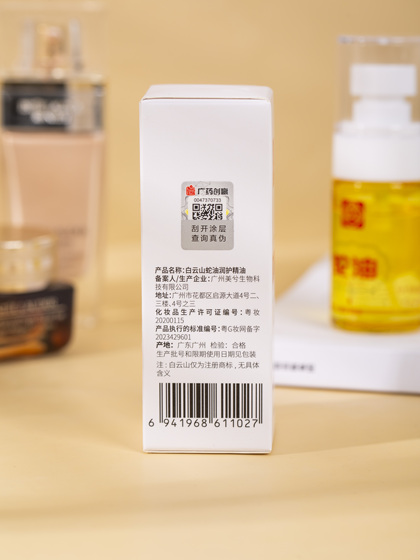 广药创意
0047370733
刮开涂层
查询真伪
产品名称:白云山蛇油润护精油
备案人/生产企业:广州美兮生物科
技有限公司
地址:广州市花都区启源大道4号二、
三楼,4号之三
化妆品生产许可证编号:粤妆
20200115
产品执行的标准编号:粤G妆网备字
2023429601
产地:广东广州 检验:合格
生产批号和限期使用日期见包装
注:白云山仅为注册商标,无具体
含义
6 941968 611027
蛇油